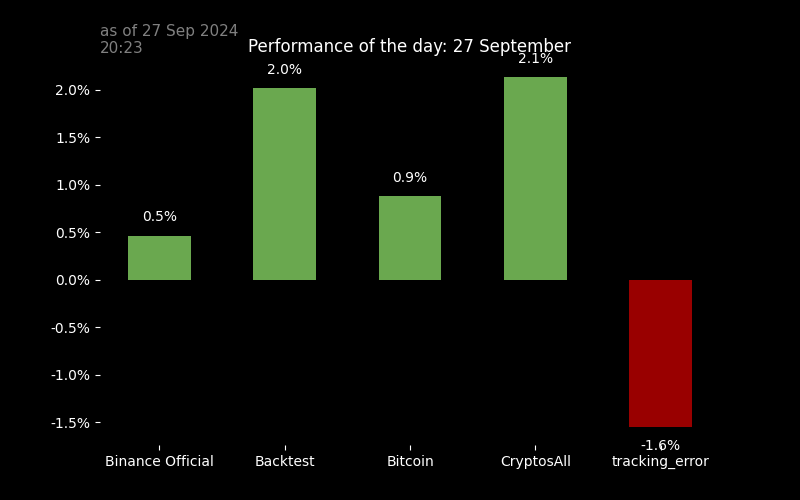 as of 27 Sep 2024
20:23
Performance of the day: 27 September
2.1%
2.0%
2.0%
1.5%
1.0%
0.9%
0.5%
0.5%
0.0%
-0.5%
-1.0%
-1.5%
-1.6%
Binance Official
Backtest
Bitcoin
CryptosAll
tracking_error